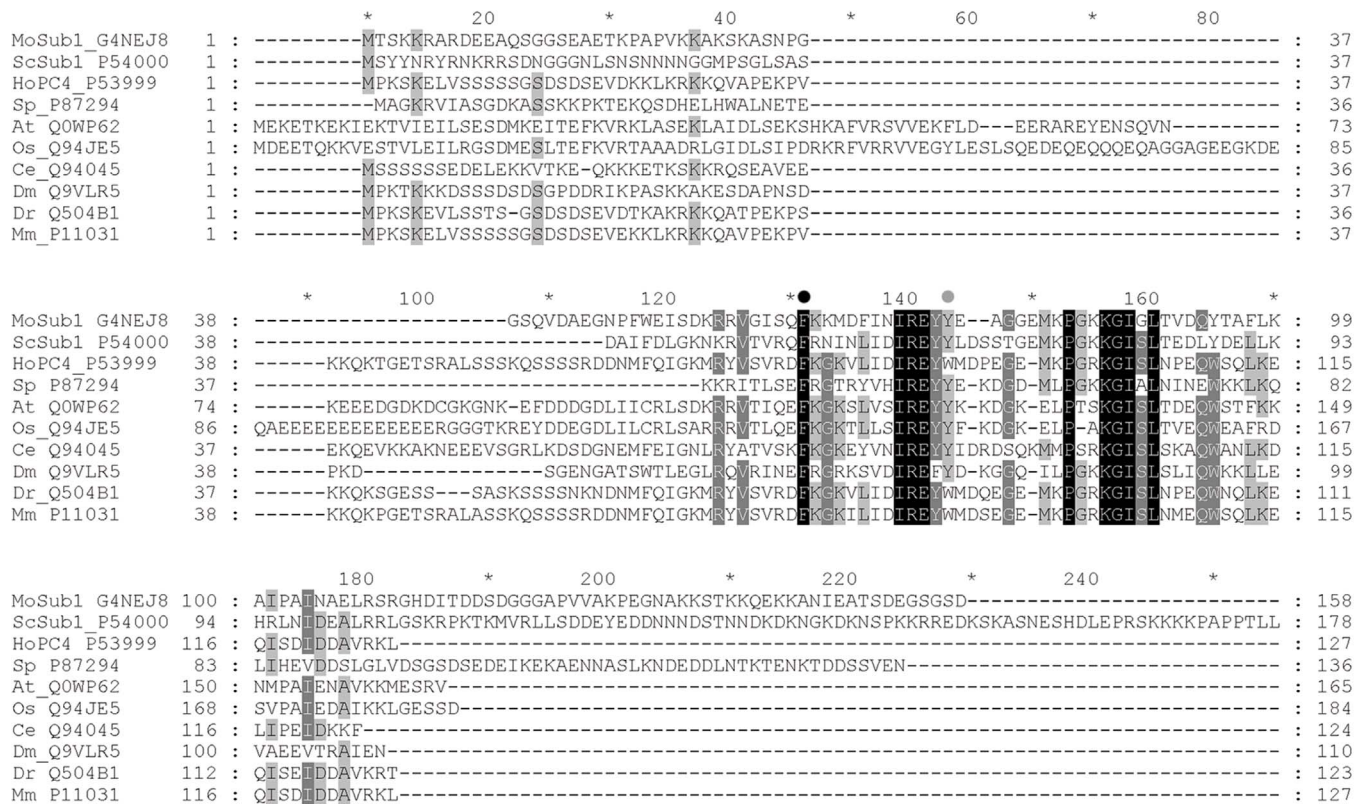 * 20 * 40 * 60 * 80
MoSub1_G4NEJ8 1 : ---------MTSKKRARDEEAQSGGSEAETKPAPVKKAKSKASNPG--------------------------------------- : 37
ScSub1_P54000 1 : ---------MSYYNRYRNKRRSDNGGGNLSNSNNNNGGMPSGLSAS--------------------------------------- : 37
HoPC4_P53999 1 : ---------MPKSKELVSSSSSGSDSDSEVDKKLKRKKQVAPEKPV--------------------------------------- : 37
Sp_P87294 1 : ----------MAGKRVIASGDKASSKKPKTEKQSDHELHWALNETE--------------------------------------- : 36
At_Q0WP62 1 : MEKETKEKIEKTVIEILSESDMKEITEFKVRKLASEKLAIDLSEKSHKAFVRSVVEKFLD---EERAREYENSQVN--------- : 73
Os_Q94JE5 1 : MDEETQKKVESTVLEILRGSDMESLTEFKVRTAAADRLGIDLSIPDRKRFVRRVVEGYLESLSQEDEQEQQQEQAGGAGEEGKDE : 85
Ce_Q94045 1 : ---------MSSSSSSEDELEKKVTKE-QKKKETKSKKRQSEAVEE--------------------------------------- : 36
Dm_Q9VLR5 1 : ---------MPKTKKKDSSSDSDSGPDDRIKPASKKAKESDAPNSD--------------------------------------- : 37
Dr_Q504B1 1 : ---------MPKSKEVLSSTS-GSDSDSEVDTKAKRKKQATPEKPV--------------------------------------- : 36
Mm_P11031 1 : ---------MPKSKELVSSSSSGSDSDSEVEKKLKRKKQAVPEKPV--------------------------------------- : 37
* 100 * 120 * 140 * 160 *
MoSub1_G4NEJ8 38 : ---------------------GSQVDAEGNPFWEISDKRRVGISQFKKMDFINIREYYE--AGGEMKPGKKGIGLTVDQYTAFLK : 99
ScSub1_P54000 38 : -----------------------------DAIFDLGKNKRVTVRQFRNINLIDIREYYLDSSTGEMKPGKKGISLTEDLYDELLK : 93
HoPC4_P53999 38 : ------KKQKTGETSRALSSSKQSSSSRDDNMFQIGKMRYVSVRDFKGKVLIDIREYWMDPEGE-MKPGRKGISLNPEQWSQLKE : 115
Sp_P87294 37 : -------------------------------------KKRITLSEFRGTRYVHIREYYE-KDGD-MLPGKKGIALNINEWKKLKQ : 82
At_Q0WP62 74 : ------KEEEDGDKDCGKGNK-EFDDDGDLIICRLSDKRRVTIQEFKGKSLVSIREYYK-KDGK-ELPTSKGISLTDEQWSTFKK : 149
Os_Q94JE5 86 : QAEEEEEEEEEEEEERGGGTKREYDDEGDLILCRLSARRRVTLQEFKGKTLLSIREYYF-KDGK-ELP-AKGISLTVEQWEAFRD : 167
Ce_Q94045 37 : ------EKQEVKKAKNEEEVSGRLKDSDGNEMFEIGNLRYATVSKFKGKEYVNIREYYIDRDSQKMMPSRKGISLSKAQWANLKD : 115
Dm_Q9VLR5 38 : ------PKD---------------SGENGATSWTLEGLRQVRINEFRGRKSVDIREFYD-KGGQ-ILPGKKGISLSLIQWKKLLE : 99
Dr_Q504B1 37 : ------KKQKSGESS---SASKSSSSNKNDNMFQIGKMRYVSVRDFKGKVLIDIREYWMDQEGE-MKPGRKGISLNPEQWNQLKE : 111
Mm_P11031 38 : ------KKQKPGETSRALASSKQSSSSRDDNMFQIGKMRYVSVRDFKGKILIDIREYWMDSEGE-MKPGRKGISLNMEQWSQLKE : 115
180 * 200 * 220 * 240 *
MoSub1_G4NEJ8 100 : AIPAINAELRSRGHDITDDSDGGGAPVVAKPEGNAKKSTKKQEKKANIEATSDEGSGSD-------------------------- : 158
ScSub1_P54000 94 : HRLNIDEALRRLGSKRPKTKMVRLLSDDEYEDDNNNDSTNNDKDKNGKDKNSPKKRREDKSKASNESHDLEPRSKKKKPAPPTLL : 178
HoPC4_P53999 116 : QISDIDDAVRKL------------------------------------------------------------------------- : 127
Sp_P87294 83 : LIHEVDDSLGLVDSGSDSEDEIKEKAENNASLKNDEDDLNTKTENKTDDSSVEN------------------------------- : 136
At_Q0WP62 150 : NMPAIENAVKKMESRV--------------------------------------------------------------------- : 165
Os_Q94JE5 168 : SVPAIEDAIKKLGESSD-------------------------------------------------------------------- : 184
Ce_Q94045 116 : LIPEIDKKF---------------------------------------------------------------------------- : 124
Dm_Q9VLR5 100 : VAEEVTRAIEN-------------------------------------------------------------------------- : 110
Dr_Q504B1 112 : QISEIDDAVKRT------------------------------------------------------------------------- : 123
Mm_P11031 116 : QISDIDDAVRKL------------------------------------------------------------------------- : 127